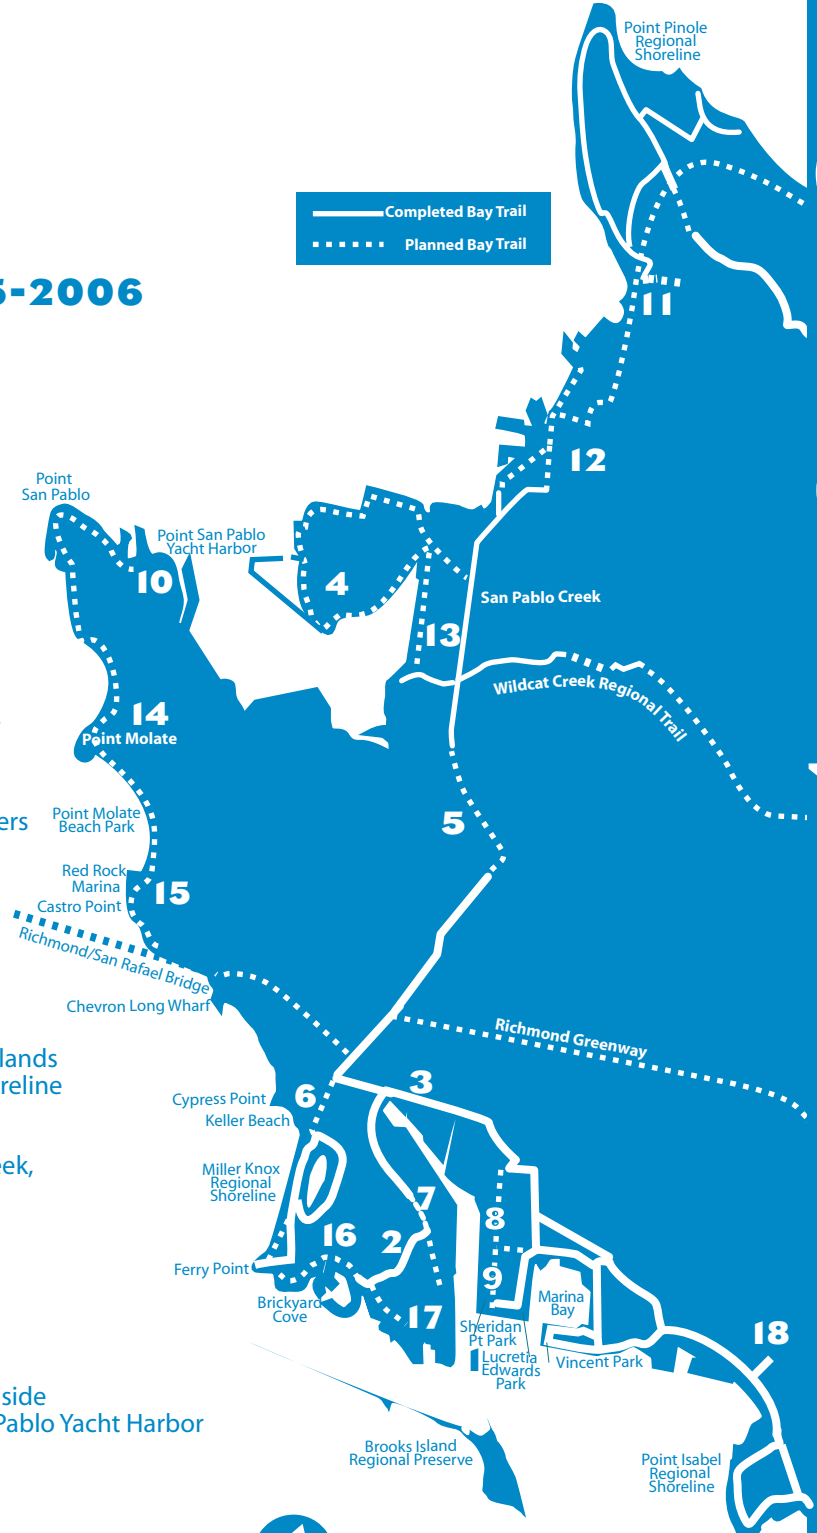 Point Pinole
Regional
Shoreline
Completed Bay Trail
Planned Bay Trail
5-2006
11
12
Point
San Pablo
Point San Pablo
Yacht Harbor
10
4
San Pablo Creek
13
Wildcat Creek Regional Trail
14
Point Molate
ers
Point Molate
Beach Park
5
Red Rock
Marina
15
Castro Point
Richmond/San Rafael Bridge
Chevron Long Wharf
Richmond Greenway
lands
reline
3
6
Cypress Point
Keller Beach
eek,
Miller Knox
Regional
Shoreline
7
8
16
2
Ferry Point
9
Brickyard
Cove
Marina
Bay
17
Sheridan
Pt Park
18
1
Lucretia
Edwards
Park
Vincent Park
side
Pablo Yacht Harbor
Brooks Island
Regional Preserve
Point Isabel
Regional
Shoreline